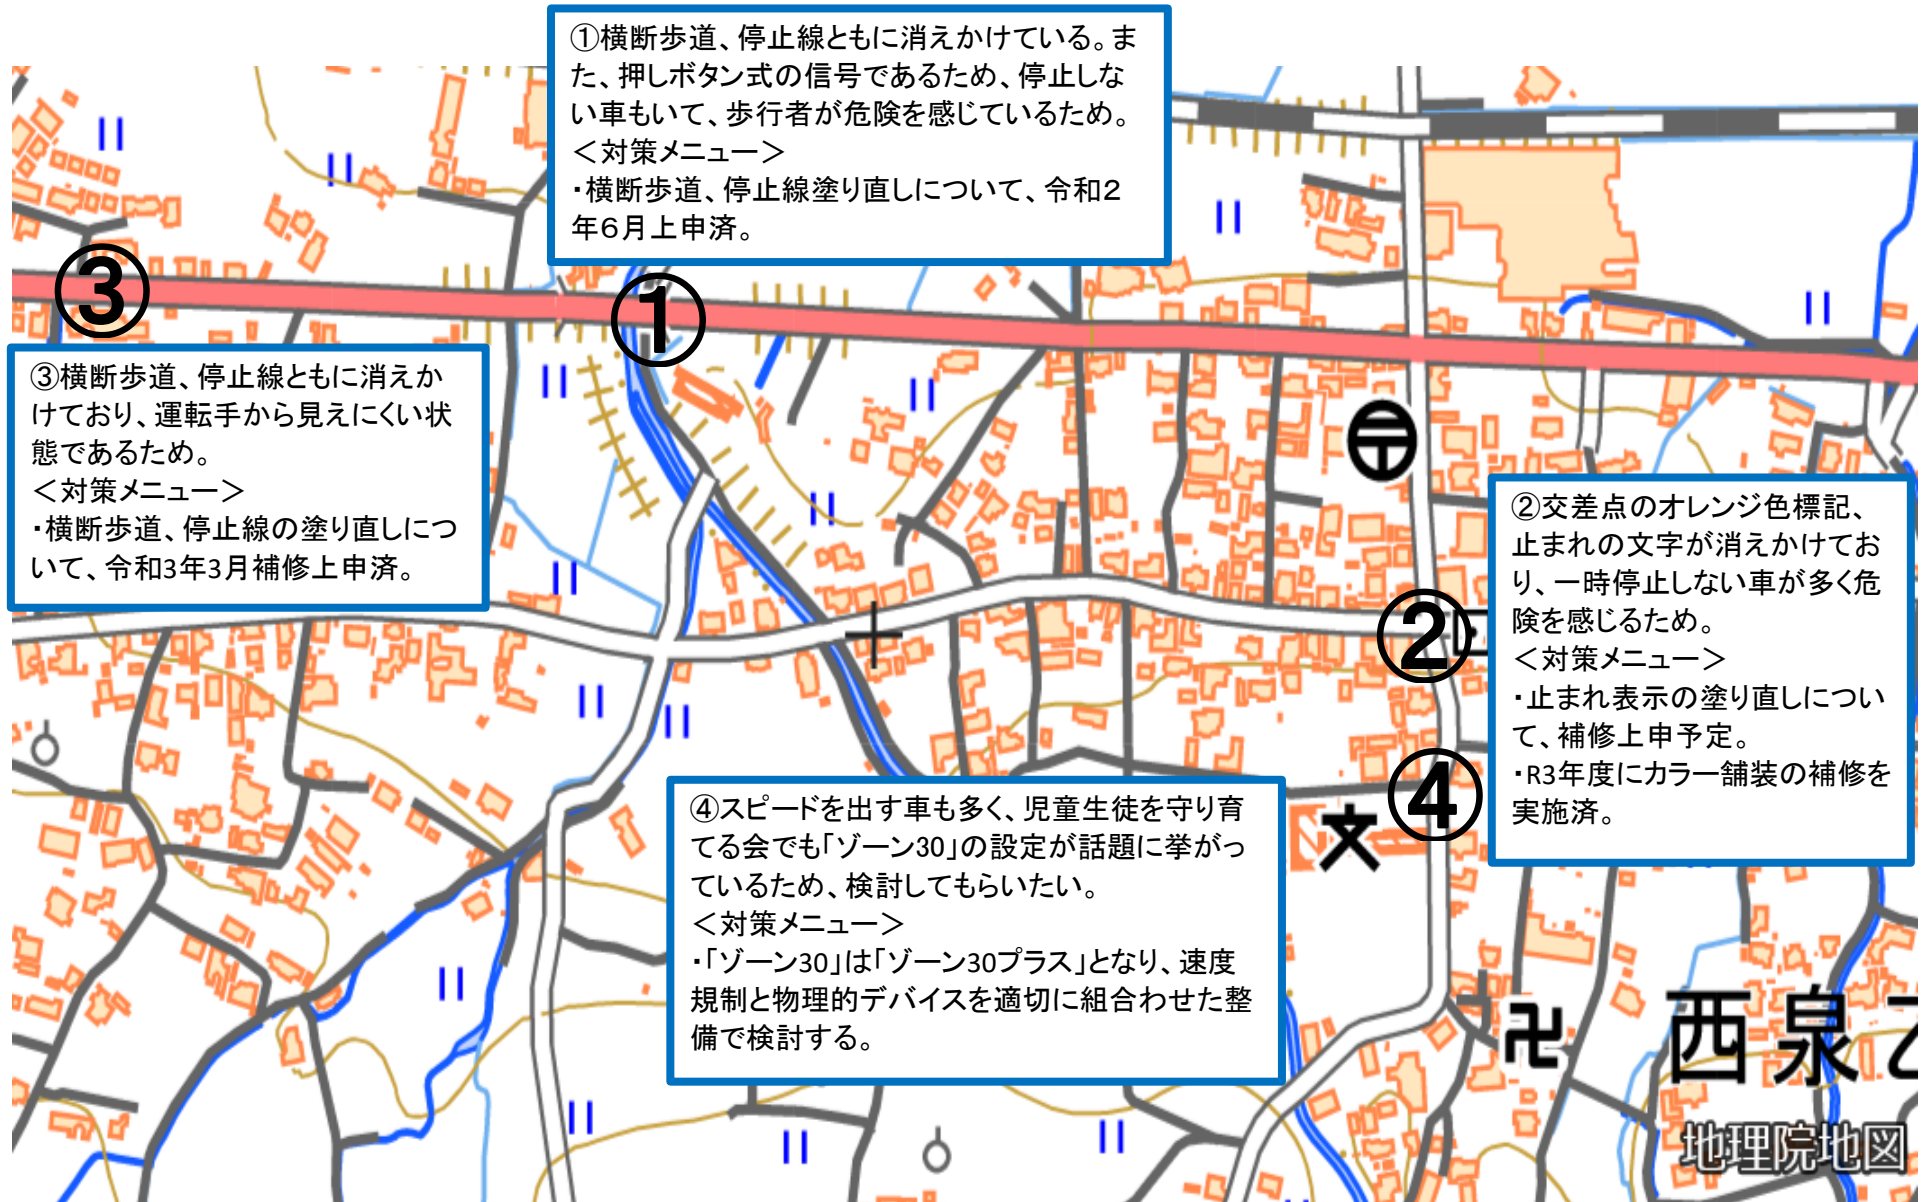 ①横断歩道、停止線ともに消えかけている。ま
た、押しボタン式の信号であるため、停止しな
い車もいて、歩行者が危険を感じているため。
＜対策メニュー＞
・横断歩道、停止線塗り直しについて、令和２
年６月上申済。
③
①
③横断歩道、停止線ともに消えか
けており、運転手から見えにくい状
態であるため。
＜対策メニュー＞
・横断歩道、停止線の塗り直しにつ
いて、令和3年3月補修上申済。
②交差点のオレンジ色標記、
止まれの文字が消えかけてお
り、一時停止しない車が多く危
険を感じるため。
＜対策メニュー＞
・止まれ表示の塗り直しについ
て、補修上申予定。
・R3年度にカラー舗装の補修を
実施済。
②
④
文
④スピードを出す車も多く、児童生徒を守り育
てる会でも「ゾーン30」の設定が話題に挙がっ
ているため、検討してもらいたい。
＜対策メニュー＞
・「ゾーン30」は「ゾーン30プラス」となり、速度
規制と物理的デバイスを適切に組合わせた整
備で検討する。
西泉乙
地理院地図